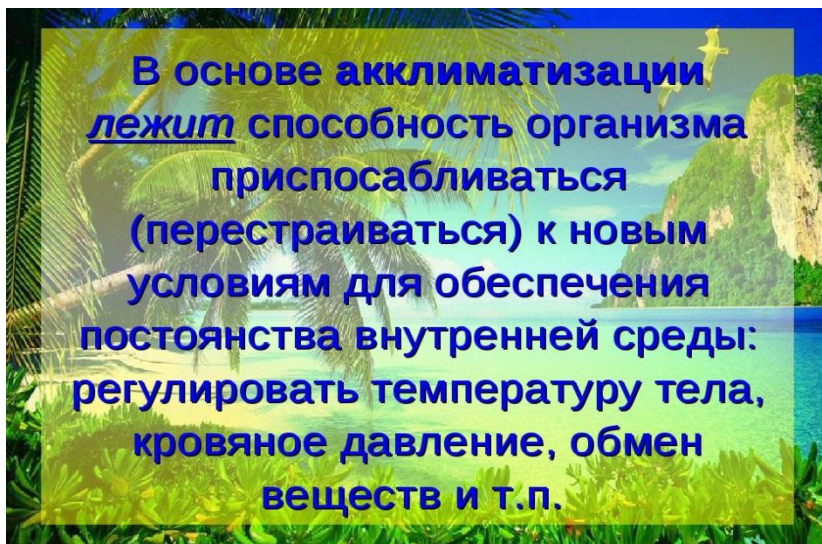 В основе акклиматизации
лежит способность организма
приспосабливаться
(перестраиваться) к новым
условиям для обеспечения
постоянства внутренней среды:
регулировать температуру тела,
кровяное давление, обмен
веществ и т.п.